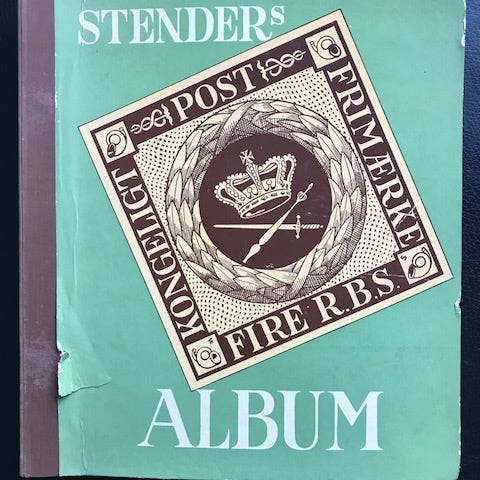 STENDERS
KONGELIGT
POST
FRIMÆRKE
FIRE R.B.S.
ALBUM